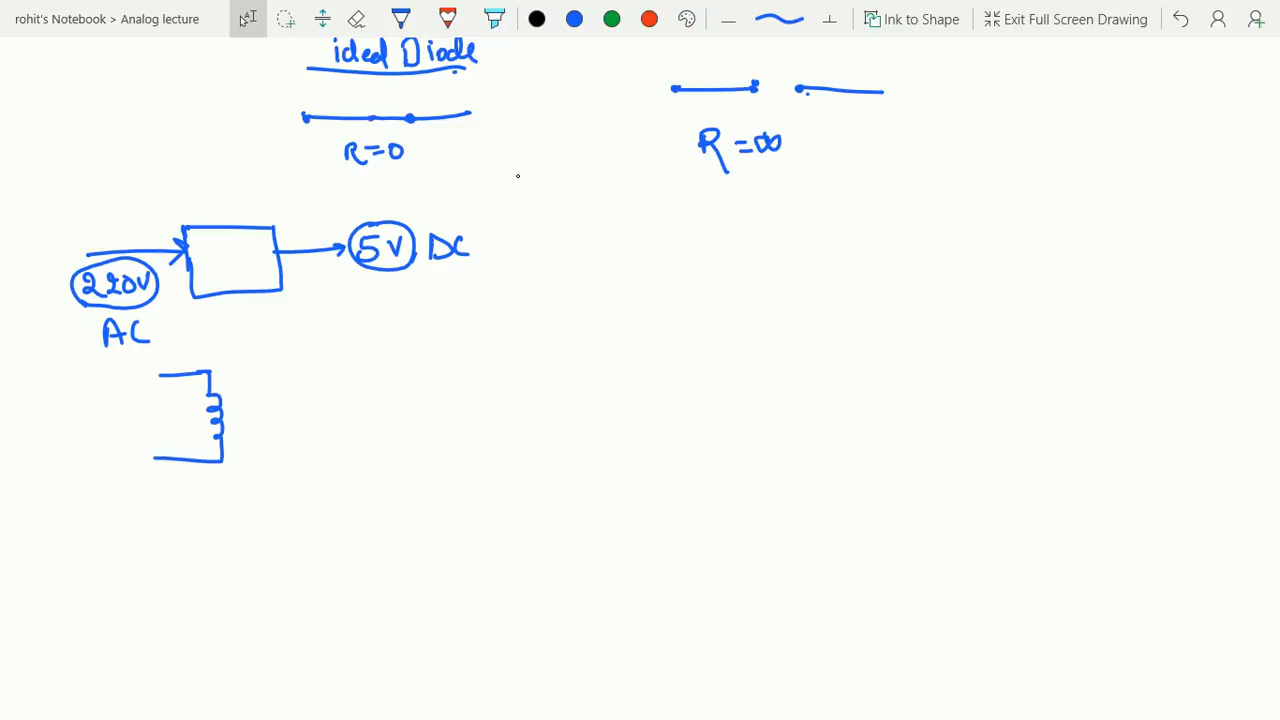 rohit's Notebook > Analog lecture
Ink to Shape
Exit Full Screen Drawing
ideal Diode
R=0
R=∞
220V
AC
5V DC